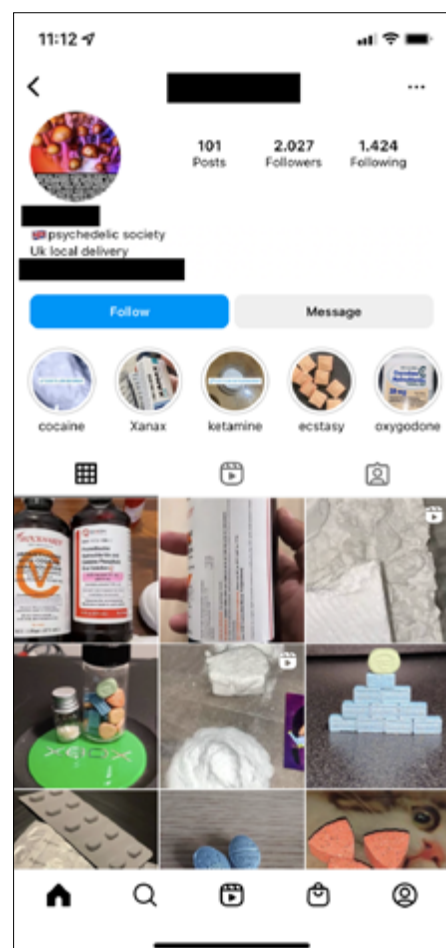 11:12
101
2.027
1.424
Posts
Followers
Following
🇬🇧psychedelic society
Uk local delivery
Follow
Message
cocaine
Xanax
ketamine
ecstasy
oxygodone